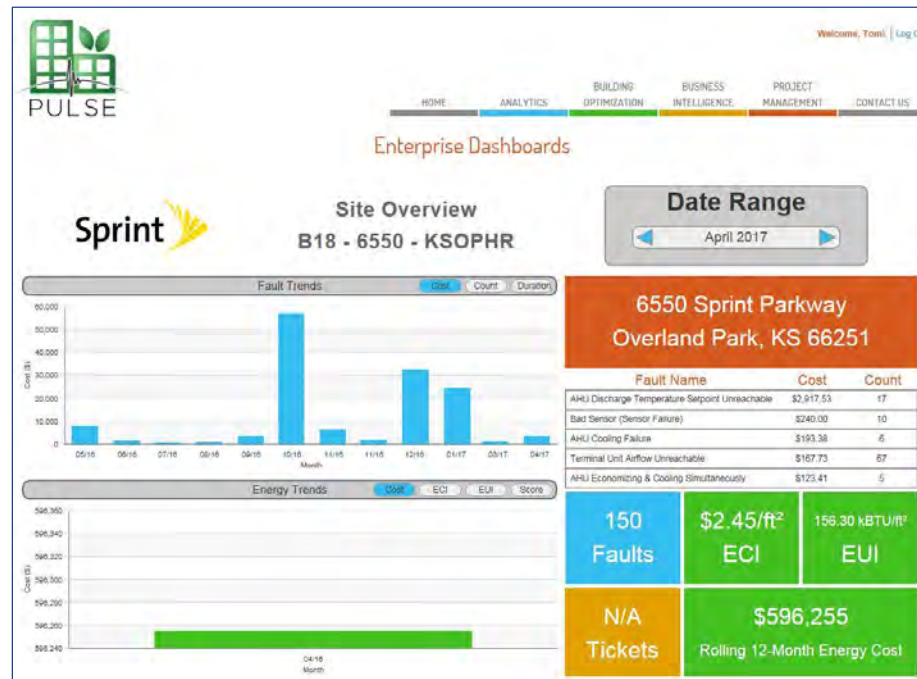 Welcome, Tomi. | Log
PULSE
HOME
ANALYTICS
BUILDING OPTIMIZATION
BUSINESS INTELLIGENCE
PROJECT MANAGEMENT
CONTACT US
Enterprise Dashboards
Sprint
Site Overview
B18 - 6550 - KSOPHR
Date Range
April 2017
Fault Trends
Cost
Count
Duration
60,000
50,000
40,000
30,000
20,000
10,000
0
Cost ($)
05/16 06/16 07/16 08/16 09/16 10/16 11/16 11/16 12/16 01/17 03/17 04/17
Month
6550 Sprint Parkway
Overland Park, KS 66251
Fault Name Cost Count
AHU Discharge Temperature Setpoint Unreachable $2,917.53 17
Bad Sensor (Sensor Failure) $240.00 10
AHU Cooling Failure $193.38 6
Terminal Unit Airflow Unreachable $167.73 67
AHU Economizing & Cooling Simultaneously $123.41 5
Energy Trends
Cost
ECI
EUI
Score
596,360
596,340
596,320
596,300
596,280
596,260
596,240
Cost ($)
04/16
Month
150
Faults
$2.45/ft²
ECI
156.30 kBTU/ft²
EUI
N/A
Tickets
$596,255
Rolling 12-Month Energy Cost